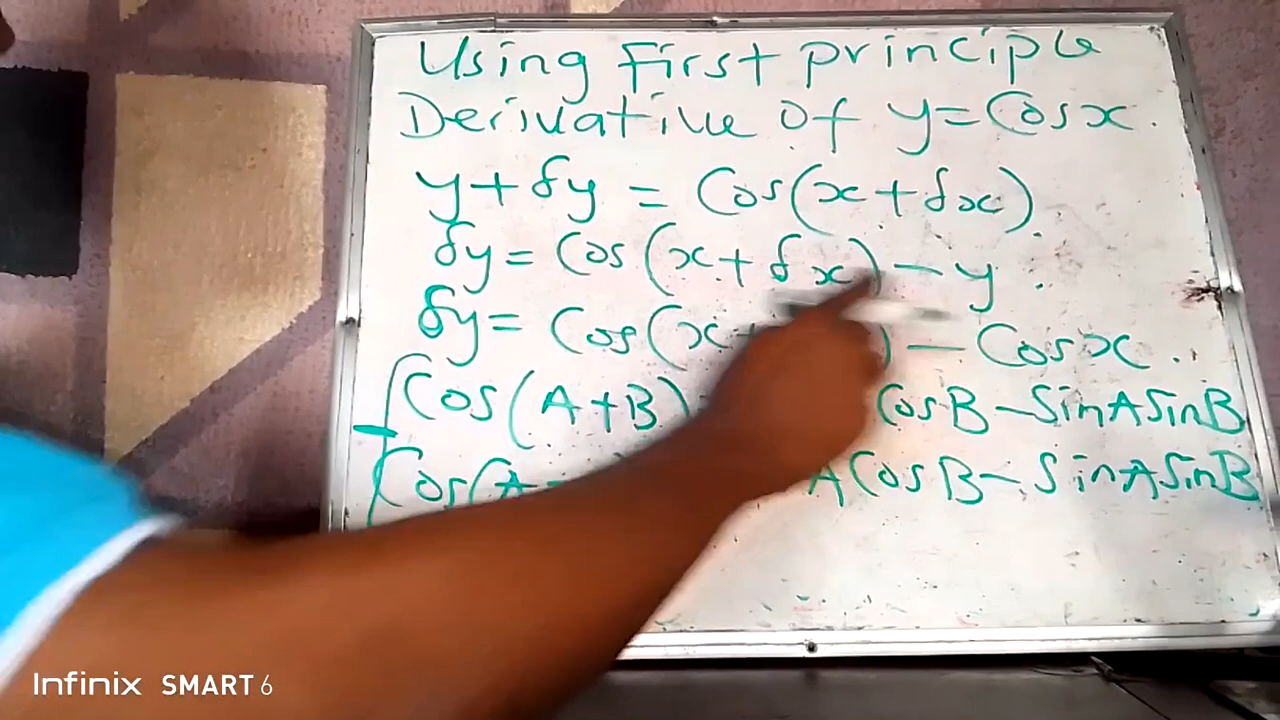 Using First principle
Derivative of y=Cosx.
y+δy = Cos(x+δx).
δy= Cos(x+δx)-y.
δy= Cos(x+ )-Cosx.
Cos(A+B) CosB-SinASinB
Cos(A- ACosB-SinASinB
Infinix SMART 6